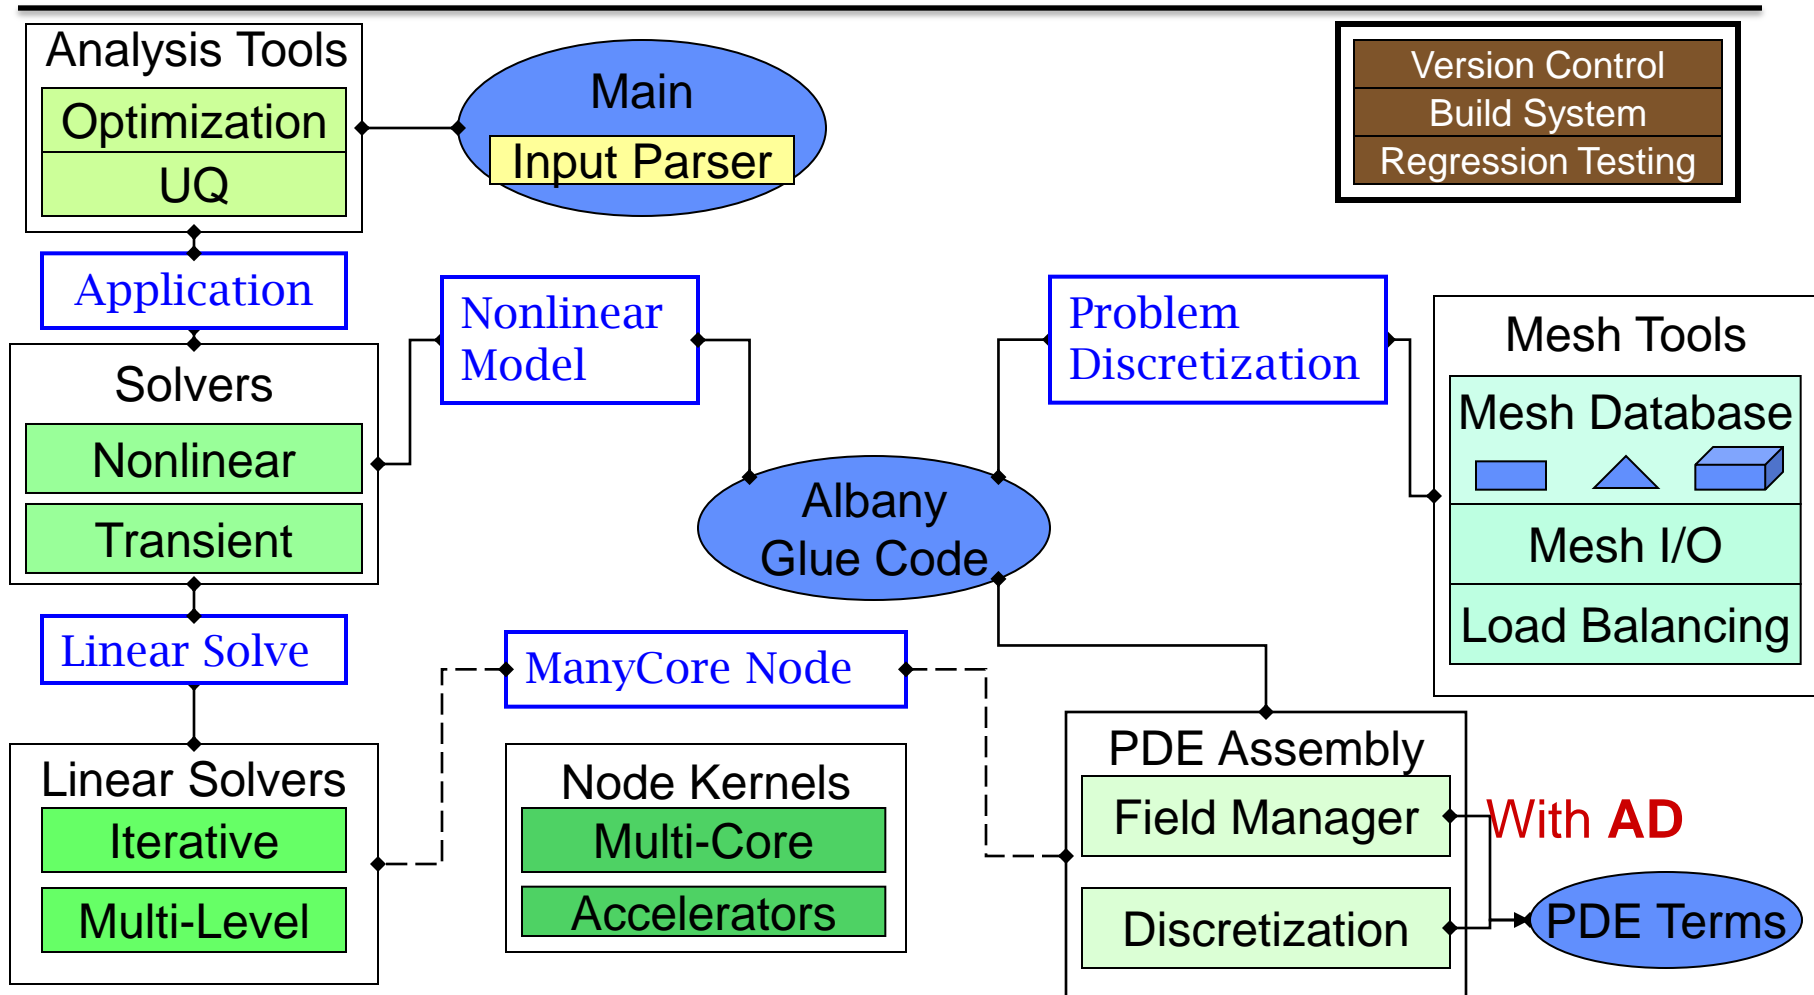 Analysis Tools
Optimization
UQ
Main
Input Parser
Version Control
Build System
Regression Testing
Application
Nonlinear
Model
Problem
Discretization
Solvers
Nonlinear
Transient
Albany
Glue Code
Mesh Tools
Mesh Database
Mesh I/O
Load Balancing
Linear Solve
ManyCore Node
Linear Solvers
Iterative
Multi-Level
Node Kernels
Multi-Core
Accelerators
PDE Assembly
Field Manager
Discretization
With AD
PDE Terms